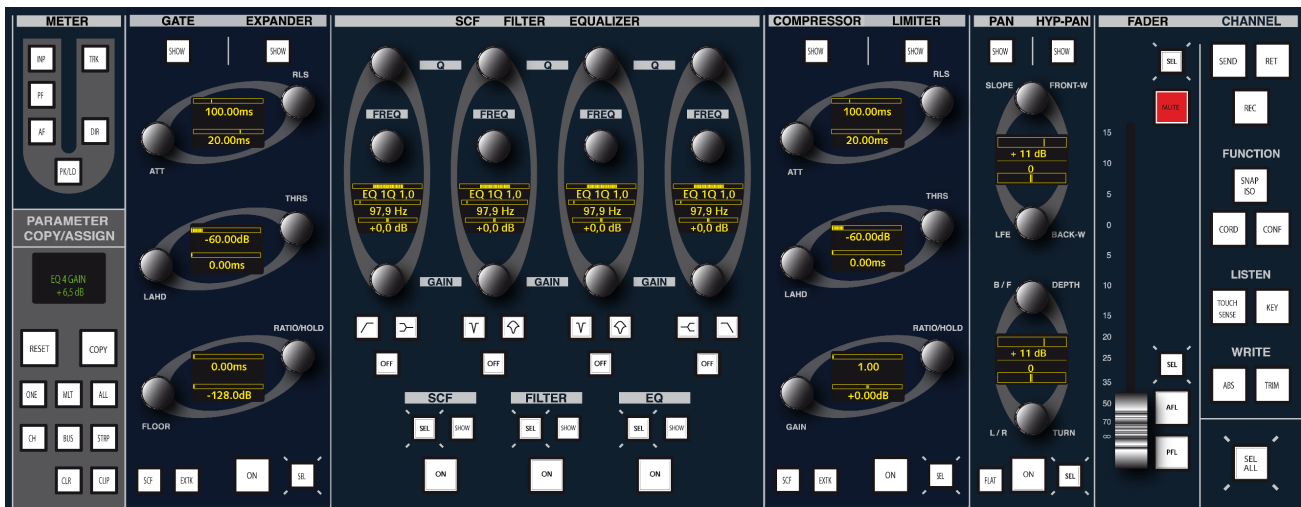 METER
GATE EXPANDER
SCF FILTER EQUALIZER
COMPRESSOR LIMITER
PAN HYP-PAN
FADER
CHANNEL
INP TRK
PF
AF DIR
PK/LD
PARAMETER
COPY/ASSIGN
EQ 4 GAIN
+ 6,5 dB
RESET COPY
ONE MLT ALL
CH BUS STRP
CLR CLIP
SHOW SHOW
RLS
100.00ms
20.00ms
ATT
THRS
-60.00dB
0.00ms
LAHD
RATIO/HOLD
0.00ms
-128.0dB
FLOOR
SCF EXTK ON SEL
Q Q Q
FREQ FREQ FREQ FREQ
EQ 1Q 1,0 EQ 1Q 1,0 EQ 1Q 1,0 EQ 1Q 1,0
97,9 Hz 97,9 Hz 97,9 Hz 97,9 Hz
+0,0 dB +0,0 dB +0,0 dB +0,0 dB
GAIN GAIN GAIN
OFF OFF OFF OFF
SCF FILTER EQ
SEL SHOW SEL SHOW SEL SHOW
ON ON ON
SHOW SHOW
RLS
100.00ms
20.00ms
ATT
THRS
-60.00dB
0.00ms
LAHD
RATIO/HOLD
1.00
+0.00dB
GAIN
SCF EXTK ON SEL
SHOW SHOW
SLOPE FRONT-W
+ 11 dB
0
LFE BACK-W
B / F DEPTH
+ 11 dB
0
L / R TURN
FLAT ON SEL
SEL
MUTE
15
10
5
0
5
10
15
20
25
35
50
70
∞
SEL
AFL
PFL
SEND RET
REC
FUNCTION
SNAP
ISO
CORD CONF
LISTEN
TOUCH
SENSE
KEY
WRITE
ABS TRIM
SEL
ALL